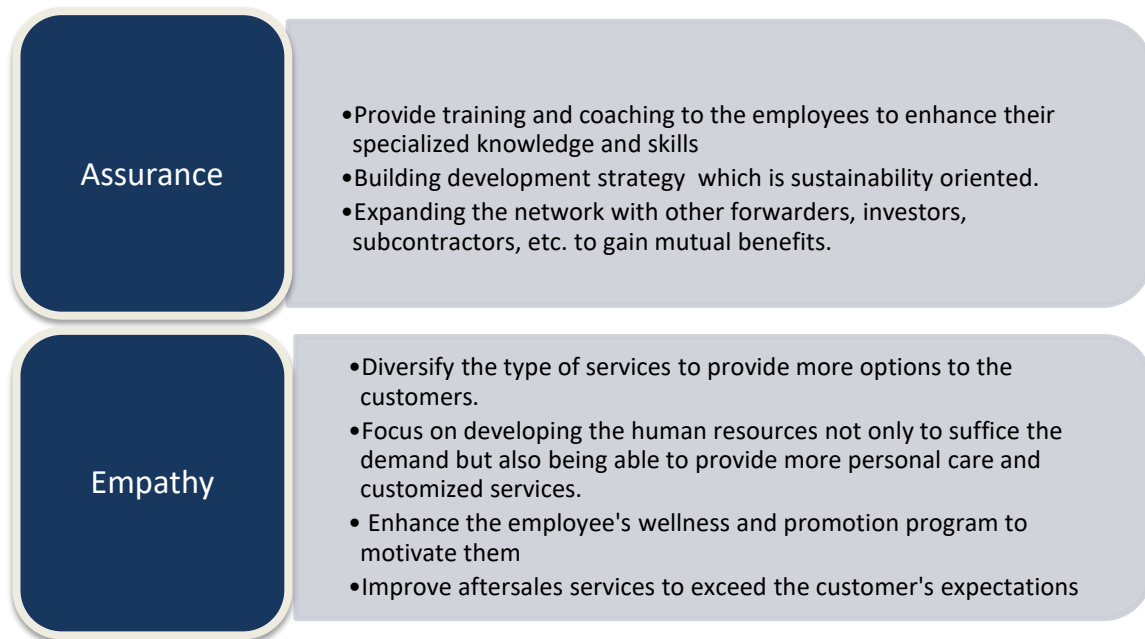 Assurance
•Provide training and coaching to the employees to enhance their
specialized knowledge and skills
•Building development strategy  which is sustainability oriented.
•Expanding the network with other forwarders, investors,
subcontractors, etc. to gain mutual benefits.
Empathy
•Diversify the type of services to provide more options to the
customers.
•Focus on developing the human resources not only to suffice the
demand but also being able to provide more personal care and
customized services.
• Enhance the employee's wellness and promotion program to
motivate them
•Improve aftersales services to exceed the customer's expectations